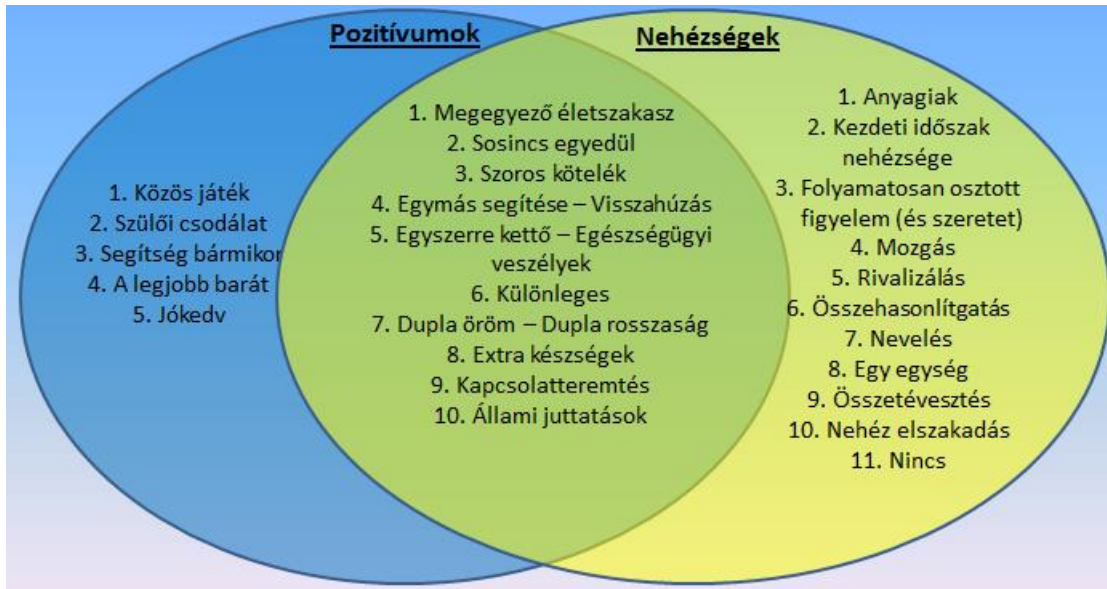 Pozitívumok
1. Közös játék
2. Szülői csodálat
3. Segítség bármikor
4. A legjobb barát
5. Jókedv
1. Megegyező életszakasz
2. Sosincs egyedül
3. Szoros kötelék
4. Egymás segítése – Visszahúzás
5. Egyszerre kettő – Egészségügyi
veszélyek
6. Különleges
7. Dupla öröm – Dupla rosszaság
8. Extra készségek
9. Kapcsolatteremtés
10. Állami juttatások
Nehézségek
1. Anyagiak
2. Kezdeti időszak
nehézsége
3. Folyamatosan osztott
figyelem (és szeretet)
4. Mozgás
5. Rivalizálás
6. Összehasonlítgatás
7. Nevelés
8. Egy egység
9. Összetévesztés
10. Nehéz elszakadás
11. Nincs